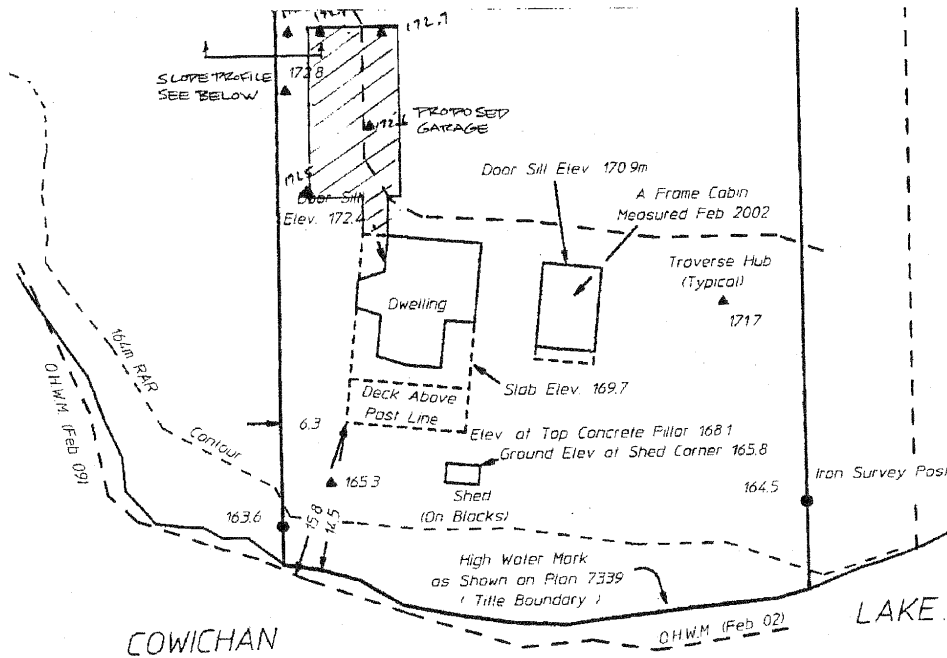 172.7
SLOPE PROFILE
SEE BELOW
172.8
PROPOSED
GARAGE
Door Sill Elev 170.9m
A Frame Cabin
Measured Feb 2002
Door Sill
Elev. 172.4
Traverse Hub
(Typical)
171.7
Dwelling
164m RAR
Contour
O.H.W.M. (Feb 09)
Slab Elev. 169.7
Deck Above
Post Line
6.3
Elev at Top Concrete Pillar 168.1
Ground Elev at Shed Corner 165.8
165.3
Shed
(On Blocks)
164.5
Iron Survey Post
163.6
15.8
14.5
High Water Mark
as Shown on Plan 7339
( Title Boundary )
O.H.W.M (Feb 02)
COWICHAN
LAKE